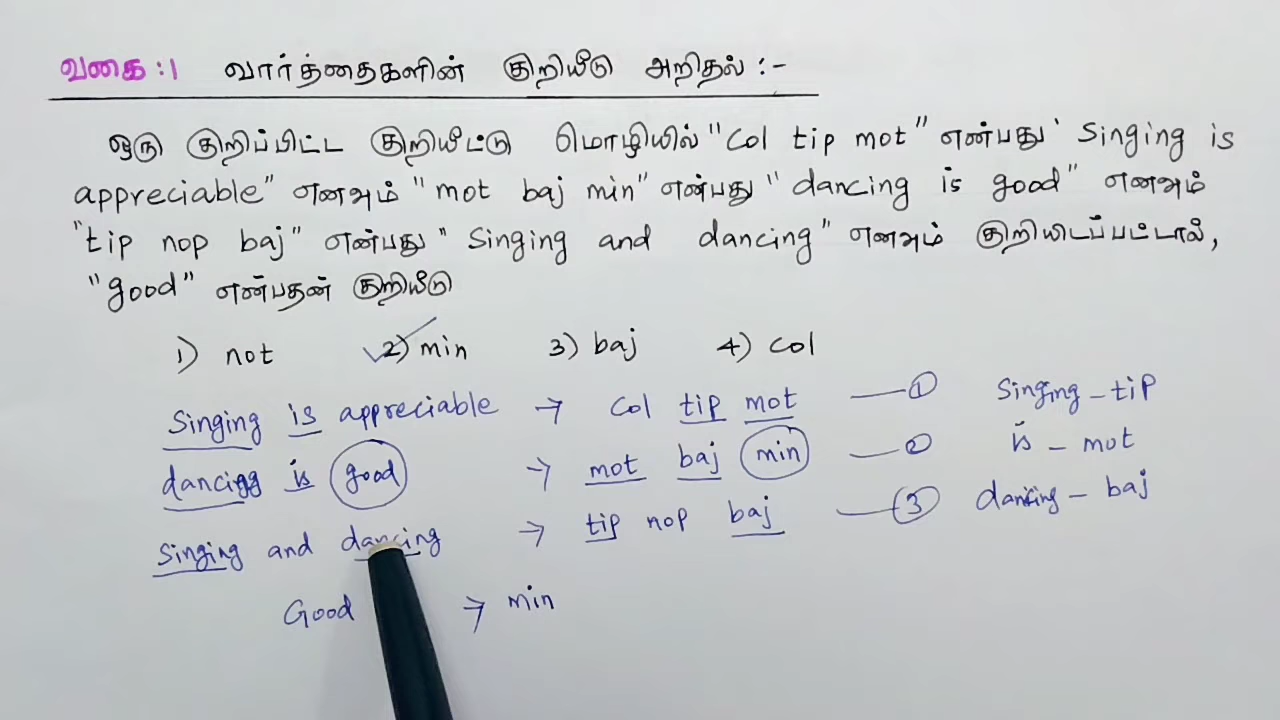 வகை:1 வார்த்தைகளின் குறியீடு அறிதல் :-
ஒரு குறிப்பிட்ட குறியீட்டு மொழியில் "Col tip mot" என்பது ' Singing is
appreciable" எனவும் "mot baj min" என்பது "dancing is good" எனவும்
"tip nop baj" என்பது "Singing and dancing" எனவும் குறியிடப்பட்டால்,
"good" என்பதன் குறியீடு
1) not 2) min 3) baj 4) col
Singing is appreciable → Col tip mot — 1 Singing - tip
dancigg is good → mot baj min — 2 is - mot
Singing and dancing → tip nop baj — 3 dancing - baj
Good → min